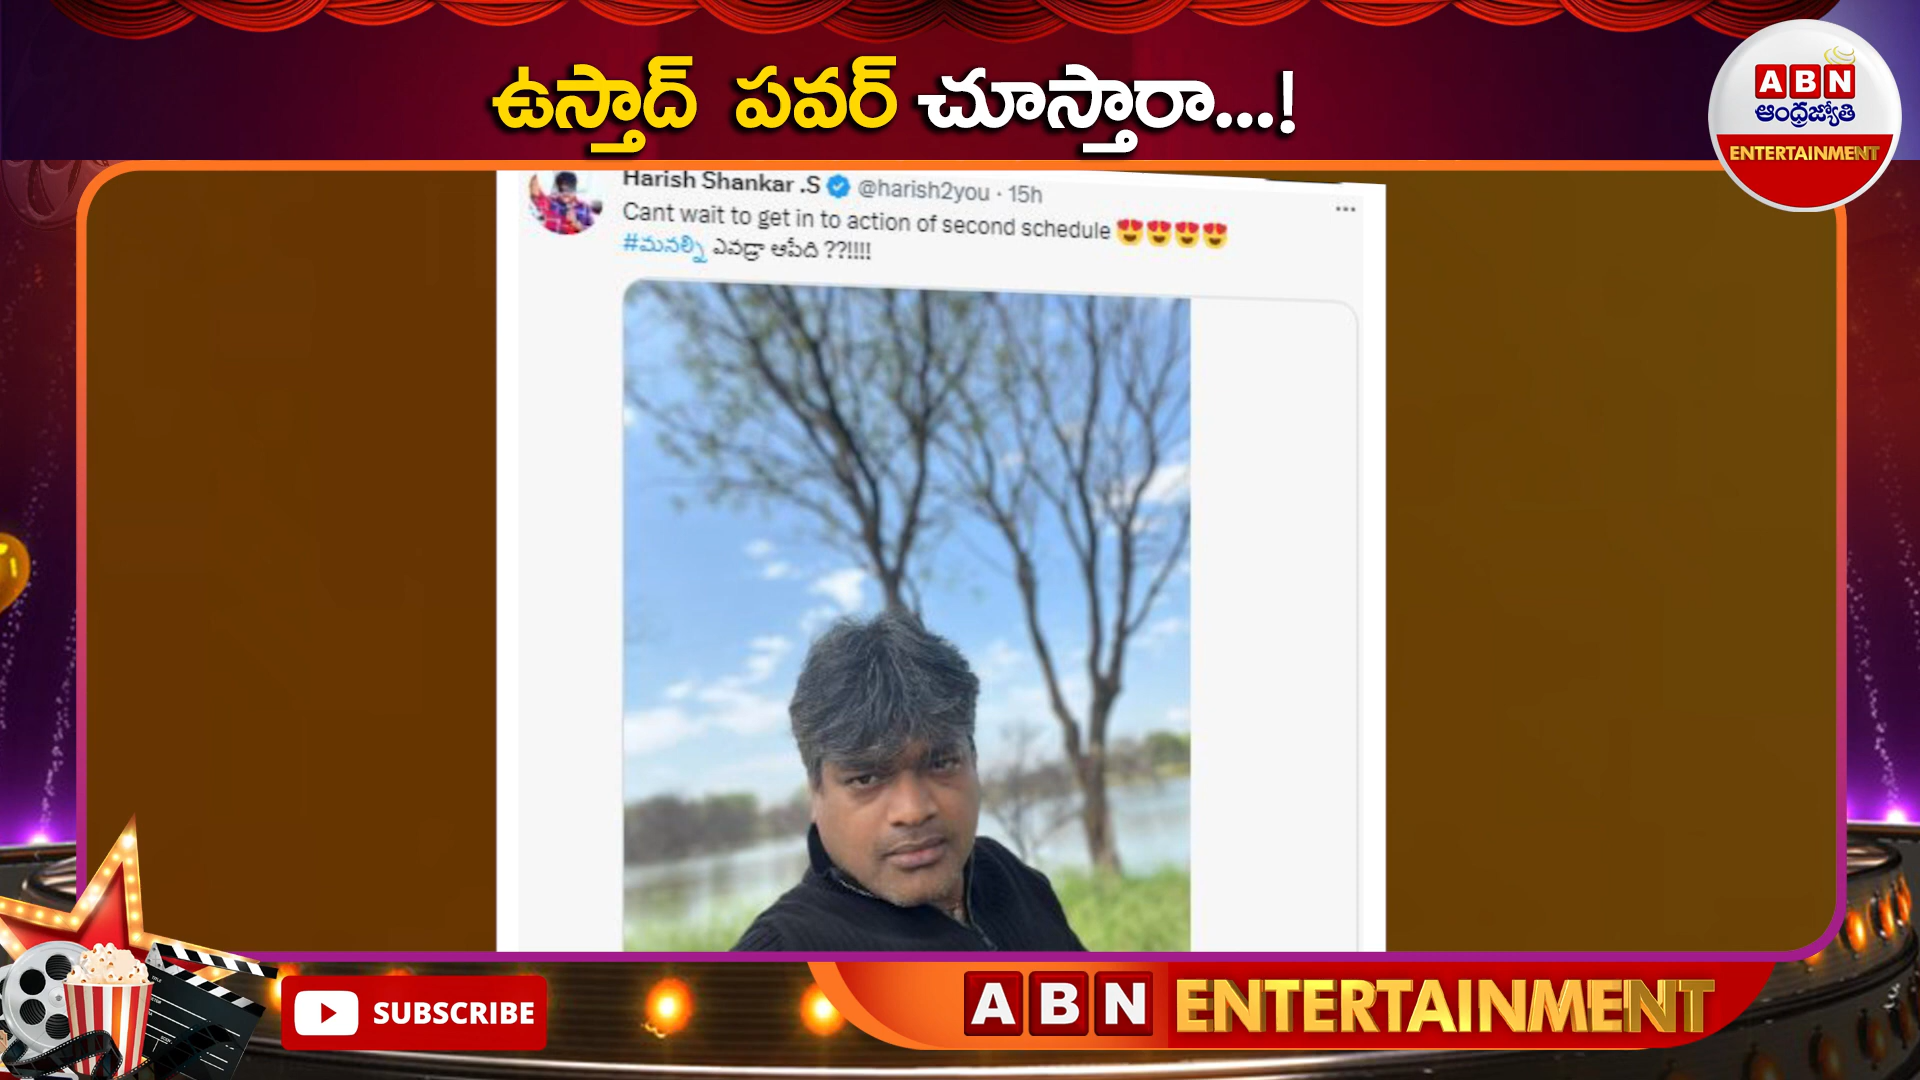 ఉస్తాద్ పవర్ చూస్తారా...!
ABN
ఆంధ్రజ్యోతి
ENTERTAINMENT
Harish Shankar .S @harish2you · 15h
Cant wait to get in to action of second schedule 😍😍😍😍
#మనల్ని ఎవడ్రా ఆపేది ??!!!!
SUBSCRIBE
ABN ENTERTAINMENT